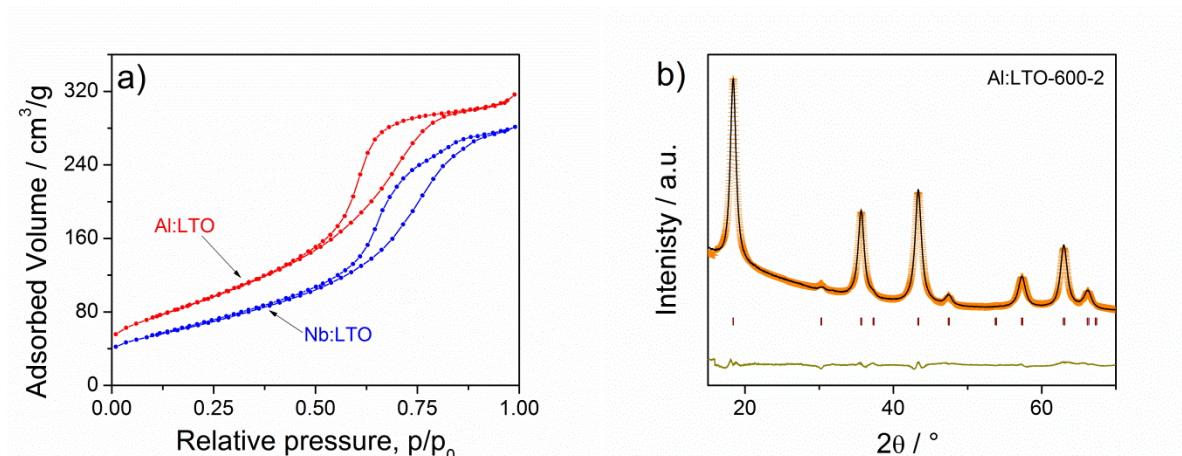 a)
Adsorbed Volume / cm³/g
320
240
160
80
0
Al:LTO
Nb:LTO
0.00 0.25 0.50 0.75 1.00
Relative pressure, p/p₀
b)
Al:LTO-600-2
Intenisty / a.u.
20 40 60
2θ / °